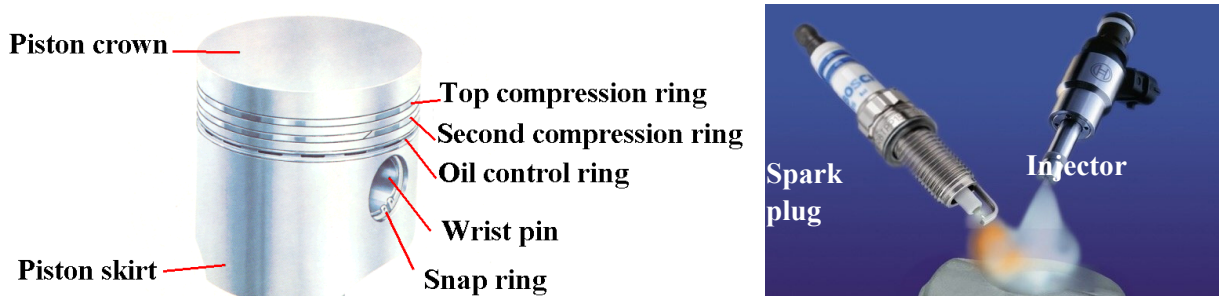 Piston crown
Top compression ring
Second compression ring
Oil control ring
Wrist pin
Snap ring
Piston skirt
Spark
plug
Injector